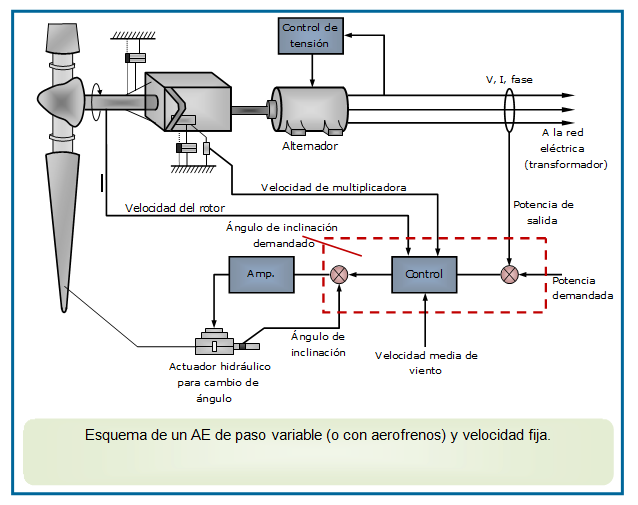 Control de
tensión
V, I, fase
Alternador
A la red
eléctrica
(transformador)
Velocidad de multiplicadora
Velocidad del rotor
Potencia de
salida
Ángulo de inclinación
demandado
Amp.
Control
Potencia
demandada
Ángulo de
inclinación
Velocidad media de
viento
Actuador hidráulico
para cambio de
ángulo
Esquema de un AE de paso variable (o con aerofrenos) y velocidad fija.